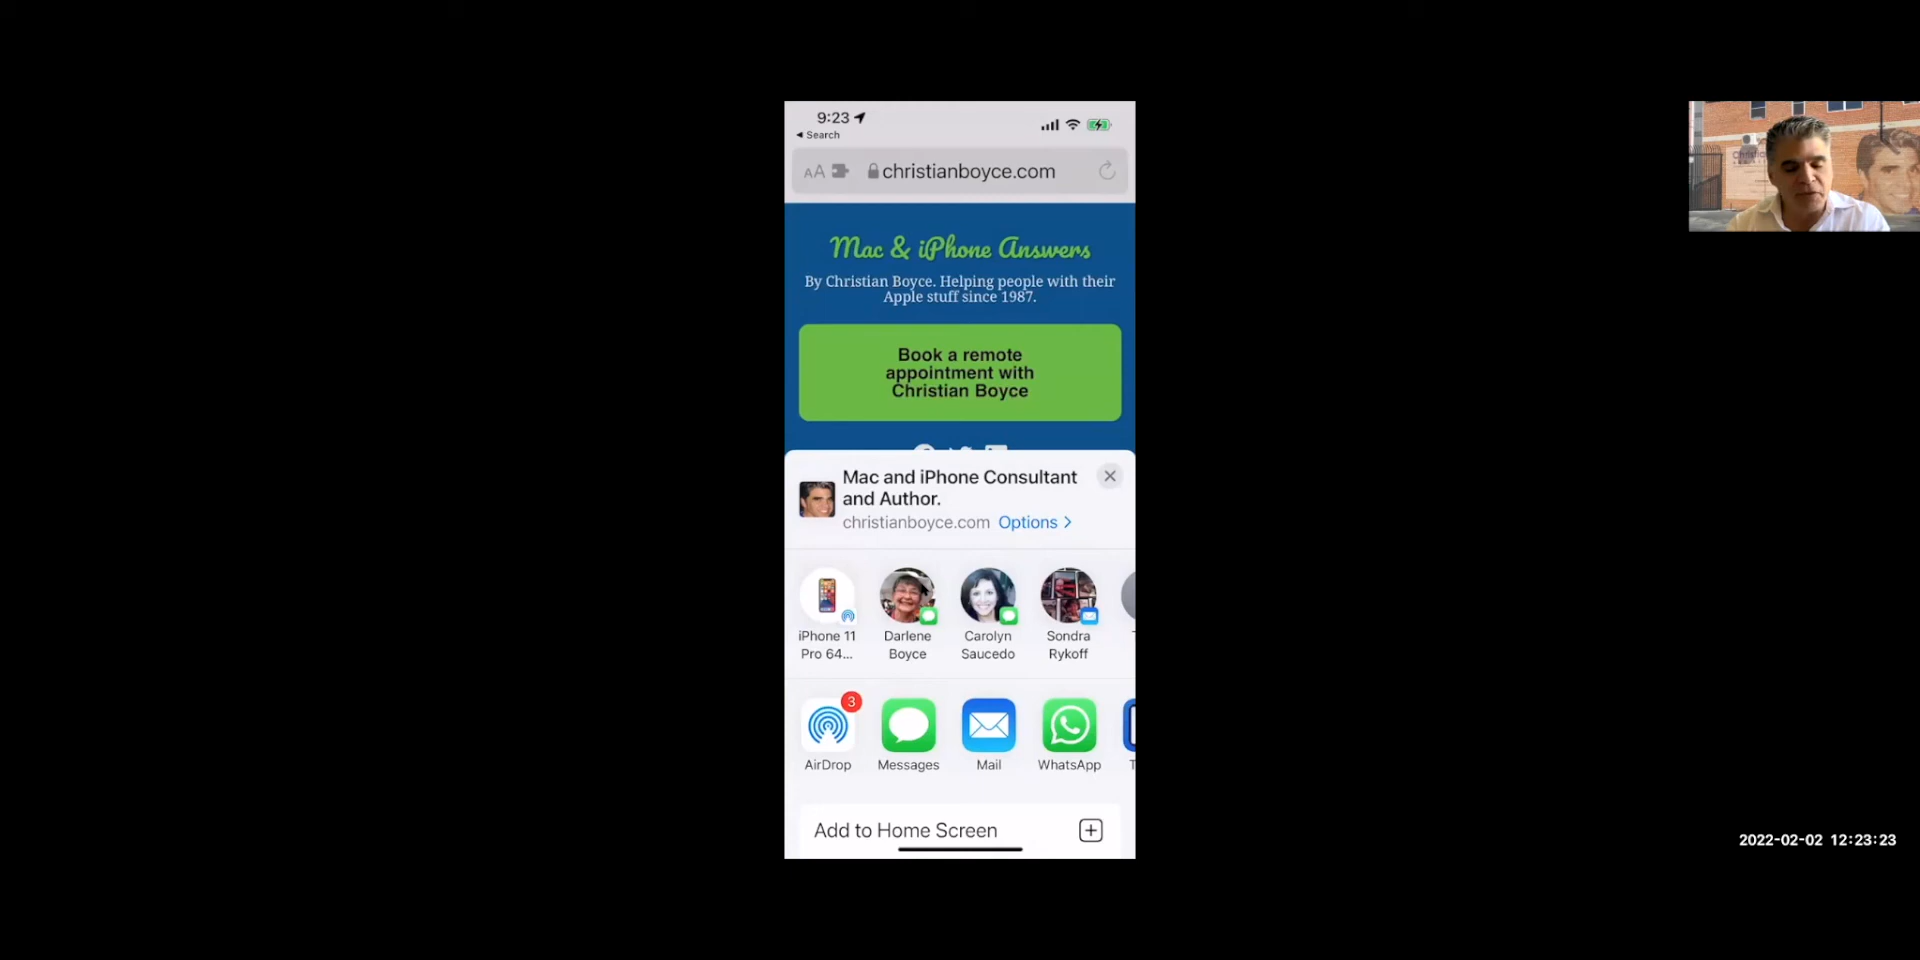 9:23
Search
AA
christianboyce.com
Mac & iPhone Answers
By Christian Boyce. Helping people with their
Apple stuff since 1987.
Book a remote
appointment with
Christian Boyce
Mac and iPhone Consultant
and Author.
christianboyce.com Options >
iPhone 11
Pro 64...
Darlene
Boyce
Carolyn
Saucedo
Sondra
Rykoff
3
AirDrop
Messages
Mail
WhatsApp
Add to Home Screen
2022-02-02 12:23:23